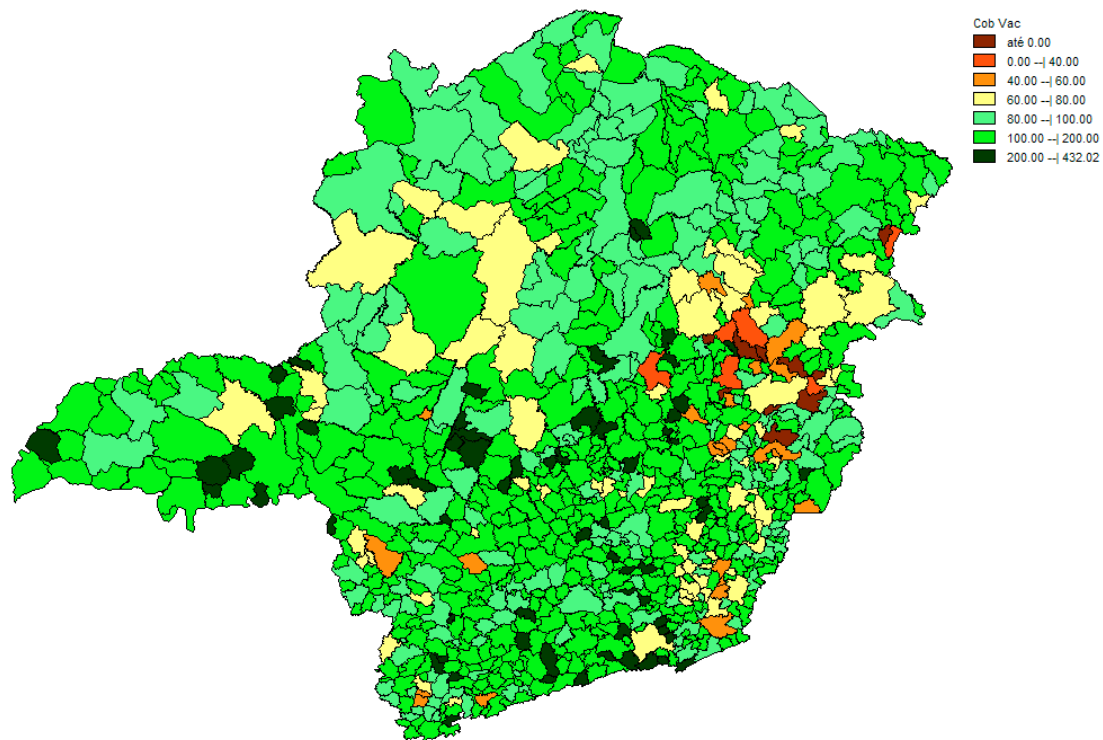 Cob Vac
até 0.00
0.00 --| 40.00
40.00 --| 60.00
60.00 --| 80.00
80.00 --| 100.00
100.00 --| 200.00
200.00 --| 432.02